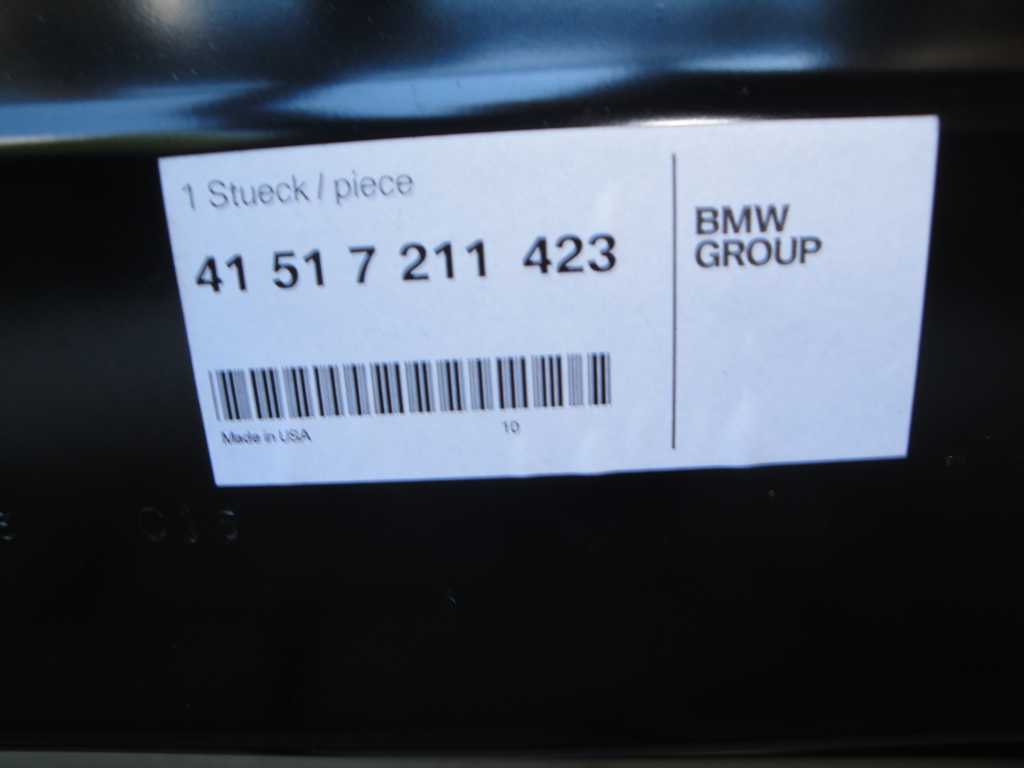 1 Stueck / piece
41 51 7 211 423
Made in USA
10
BMW
GROUP